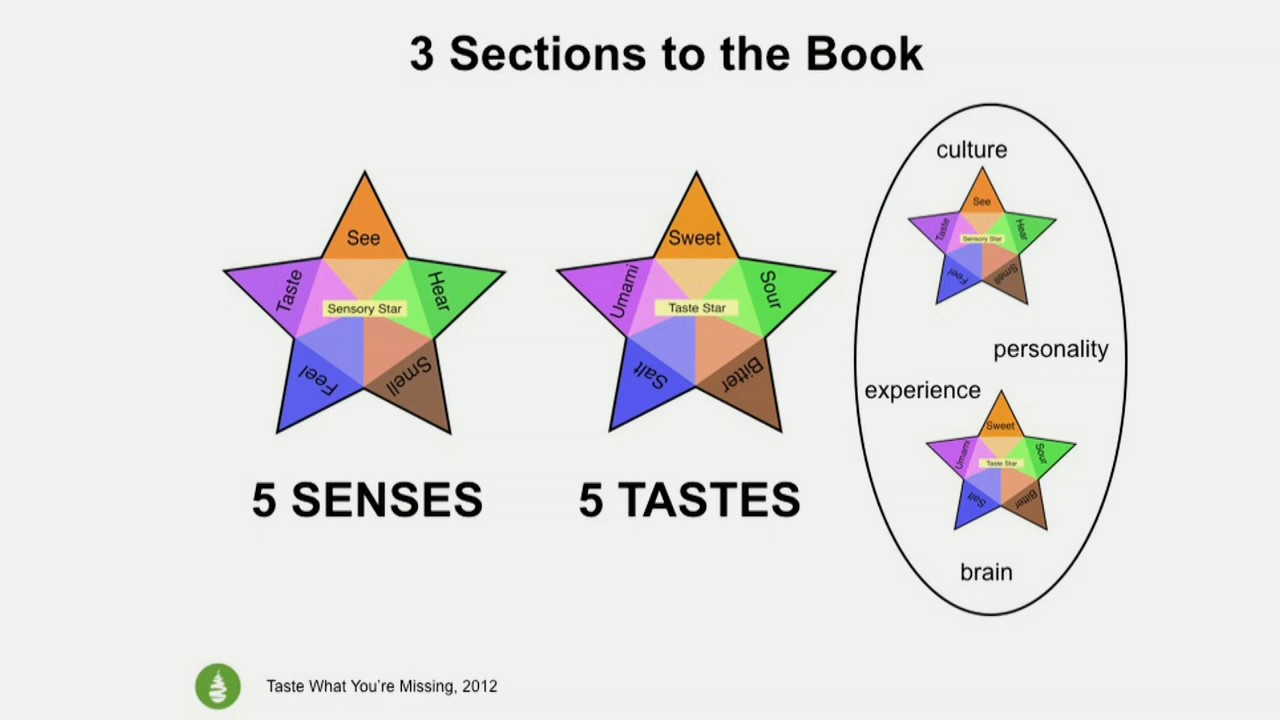 3 Sections to the Book
See
Hear
Smell
Feel
Taste
Sensory Star
5 SENSES
Sweet
Sour
Bitter
Salt
Umami
Taste Star
5 TASTES
culture
See
Hear
Smell
Feel
Taste
Sensory Star
personality
experience
Sweet
Sour
Bitter
Salt
Umami
Taste Star
brain
Taste What You're Missing, 2012